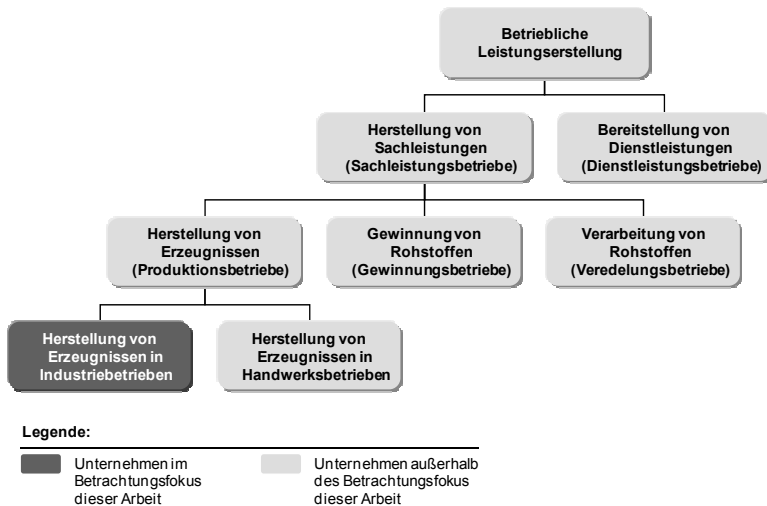 Betriebliche
Leistungserstellung
Herstellung von
Sachleistungen
(Sachleistungsbetriebe)
Bereitstellung von
Dienstleistungen
(Dienstleistungsbetriebe)
Herstellung von
Erzeugnissen
(Produktionsbetriebe)
Gewinnung von
Rohstoffen
(Gewinnungsbetriebe)
Verarbeitung von
Rohstoffen
(Veredelungsbetriebe)
Herstellung von
Erzeugnissen in
Industriebetrieben
Herstellung von
Erzeugnissen in
Handwerksbetrieben
Legende:
Unternehmen im
Betrachtungsfokus
dieser Arbeit
Unternehmen außerhalb
des Betrachtungsfokus
dieser Arbeit